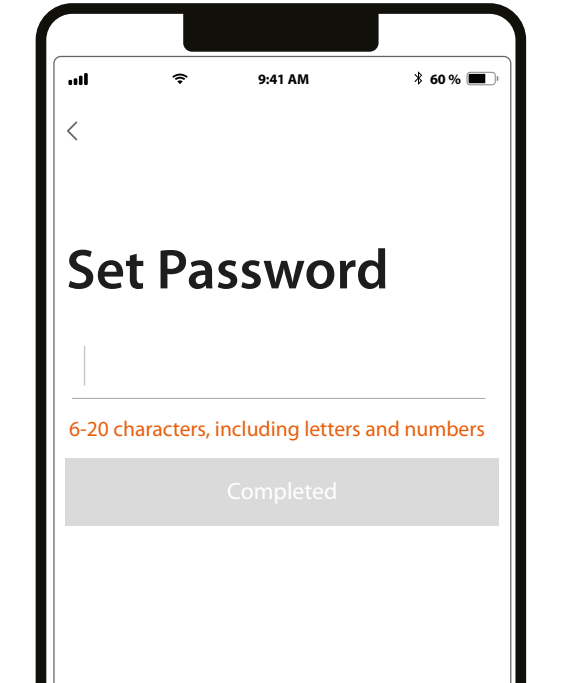 9:41 AM 60 %
Set Password
6-20 characters, including letters and numbers
Completed